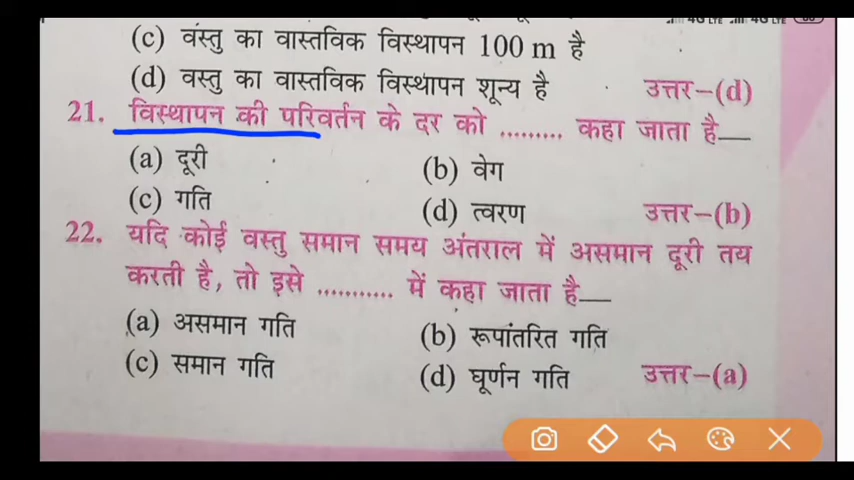 (c) वस्तु का वास्तविक विस्थापन 100 m है
(d) वस्तु का वास्तविक विस्थापन शून्य है उत्तर–(d)
21. विस्थापन की परिवर्तन के दर को ......... कहा जाता है—
(a) दूरी (b) वेग
(c) गति (d) त्वरण उत्तर–(b)
22. यदि कोई वस्तु समान समय अंतराल में असमान दूरी तय
करती है, तो इसे ........... में कहा जाता है—
(a) असमान गति (b) रूपांतरित गति
(c) समान गति (d) घूर्णन गति उत्तर–(a)